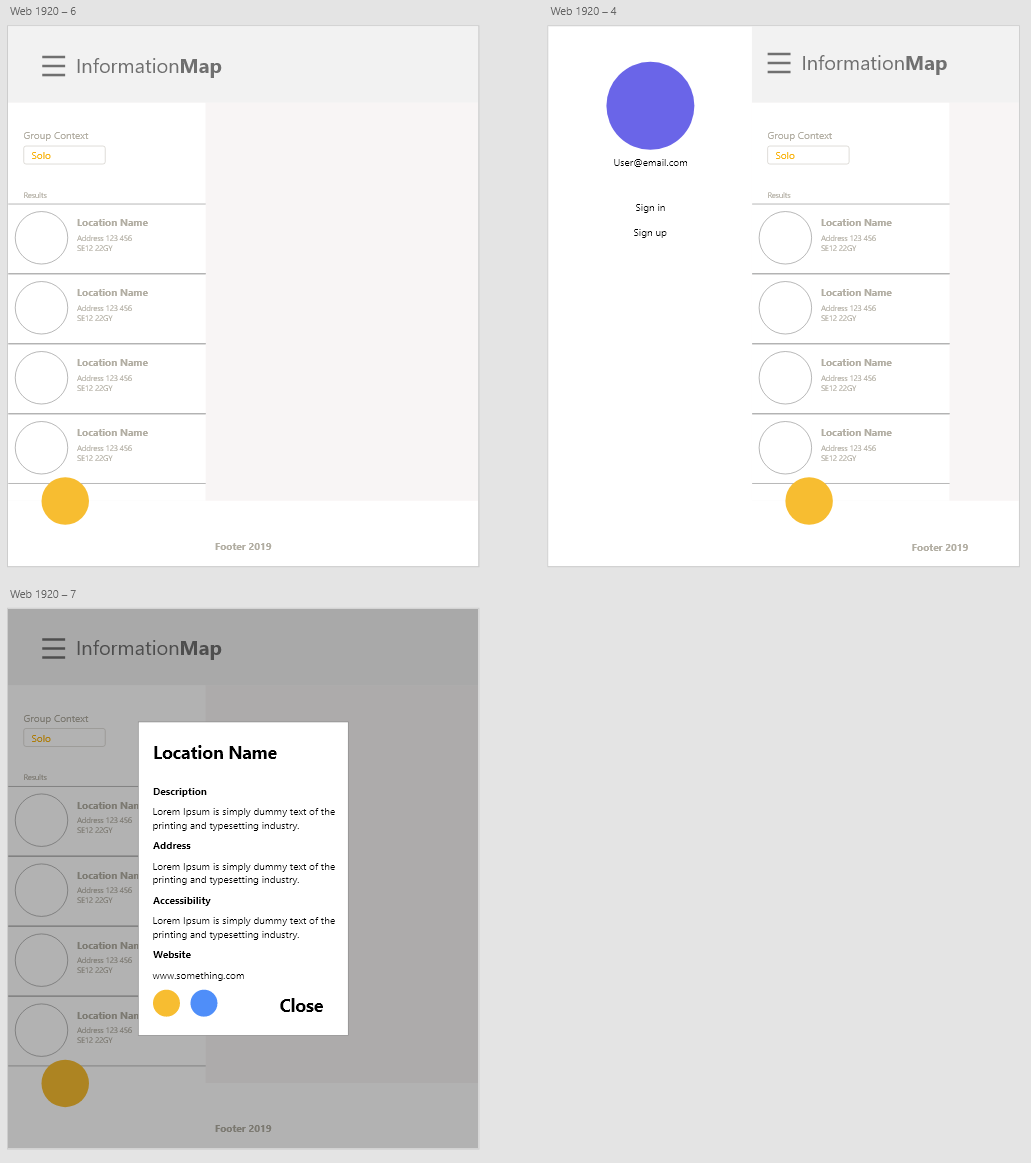 Web 1920 – 6
InformationMap
Group Context
Solo
Results
Location Name
Address 123 456
SE12 22GY
Location Name
Address 123 456
SE12 22GY
Location Name
Address 123 456
SE12 22GY
Location Name
Address 123 456
SE12 22GY
Footer 2019
Web 1920 – 4
User@email.com
Sign in
Sign up
InformationMap
Group Context
Solo
Results
Location Name
Address 123 456
SE12 22GY
Location Name
Address 123 456
SE12 22GY
Location Name
Address 123 456
SE12 22GY
Location Name
Address 123 456
SE12 22GY
Footer 2019
Web 1920 – 7
InformationMap
Group Context
Solo
Results
Location Nam
Address 123 456
SE12 22GY
Location Nam
Address 123 456
SE12 22GY
Location Nam
Address 123 456
SE12 22GY
Location Nam
Address 123 456
SE12 22GY
Location Name
Description
Lorem Ipsum is simply dummy text of the
printing and typesetting industry.
Address
Lorem Ipsum is simply dummy text of the
printing and typesetting industry.
Accessibility
Lorem Ipsum is simply dummy text of the
printing and typesetting industry.
Website
www.something.com
Close
Footer 2019